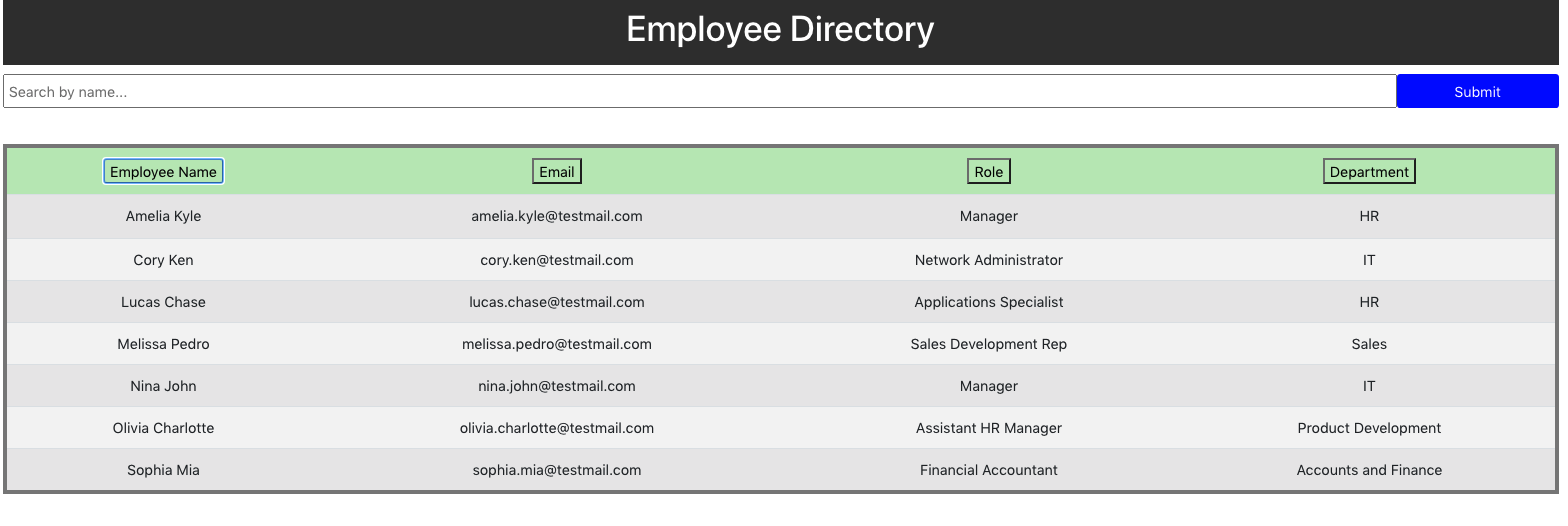 Employee Directory
Search by name... Submit
Employee Name Email Role Department
Amelia Kyle amelia.kyle@testmail.com Manager HR
Cory Ken cory.ken@testmail.com Network Administrator IT
Lucas Chase lucas.chase@testmail.com Applications Specialist HR
Melissa Pedro melissa.pedro@testmail.com Sales Development Rep Sales
Nina John nina.john@testmail.com Manager IT
Olivia Charlotte olivia.charlotte@testmail.com Assistant HR Manager Product Development
Sophia Mia sophia.mia@testmail.com Financial Accountant Accounts and Finance